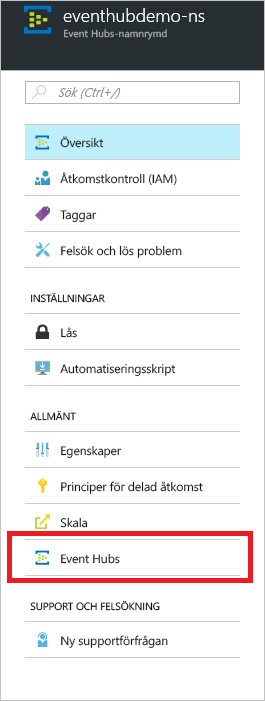 eventhubdemo-ns
Event Hubs-namnrymd
Sök (Ctrl+/)
Översikt
Åtkomstkontroll (IAM)
Taggar
Felsök och lös problem
INSTÄLLNINGAR
Lås
Automatiseringsskript
ALLMÄNT
Egenskaper
Principer för delad åtkomst
Skala
Event Hubs
SUPPORT OCH FELSÖKNING
Ny supportförfrågan